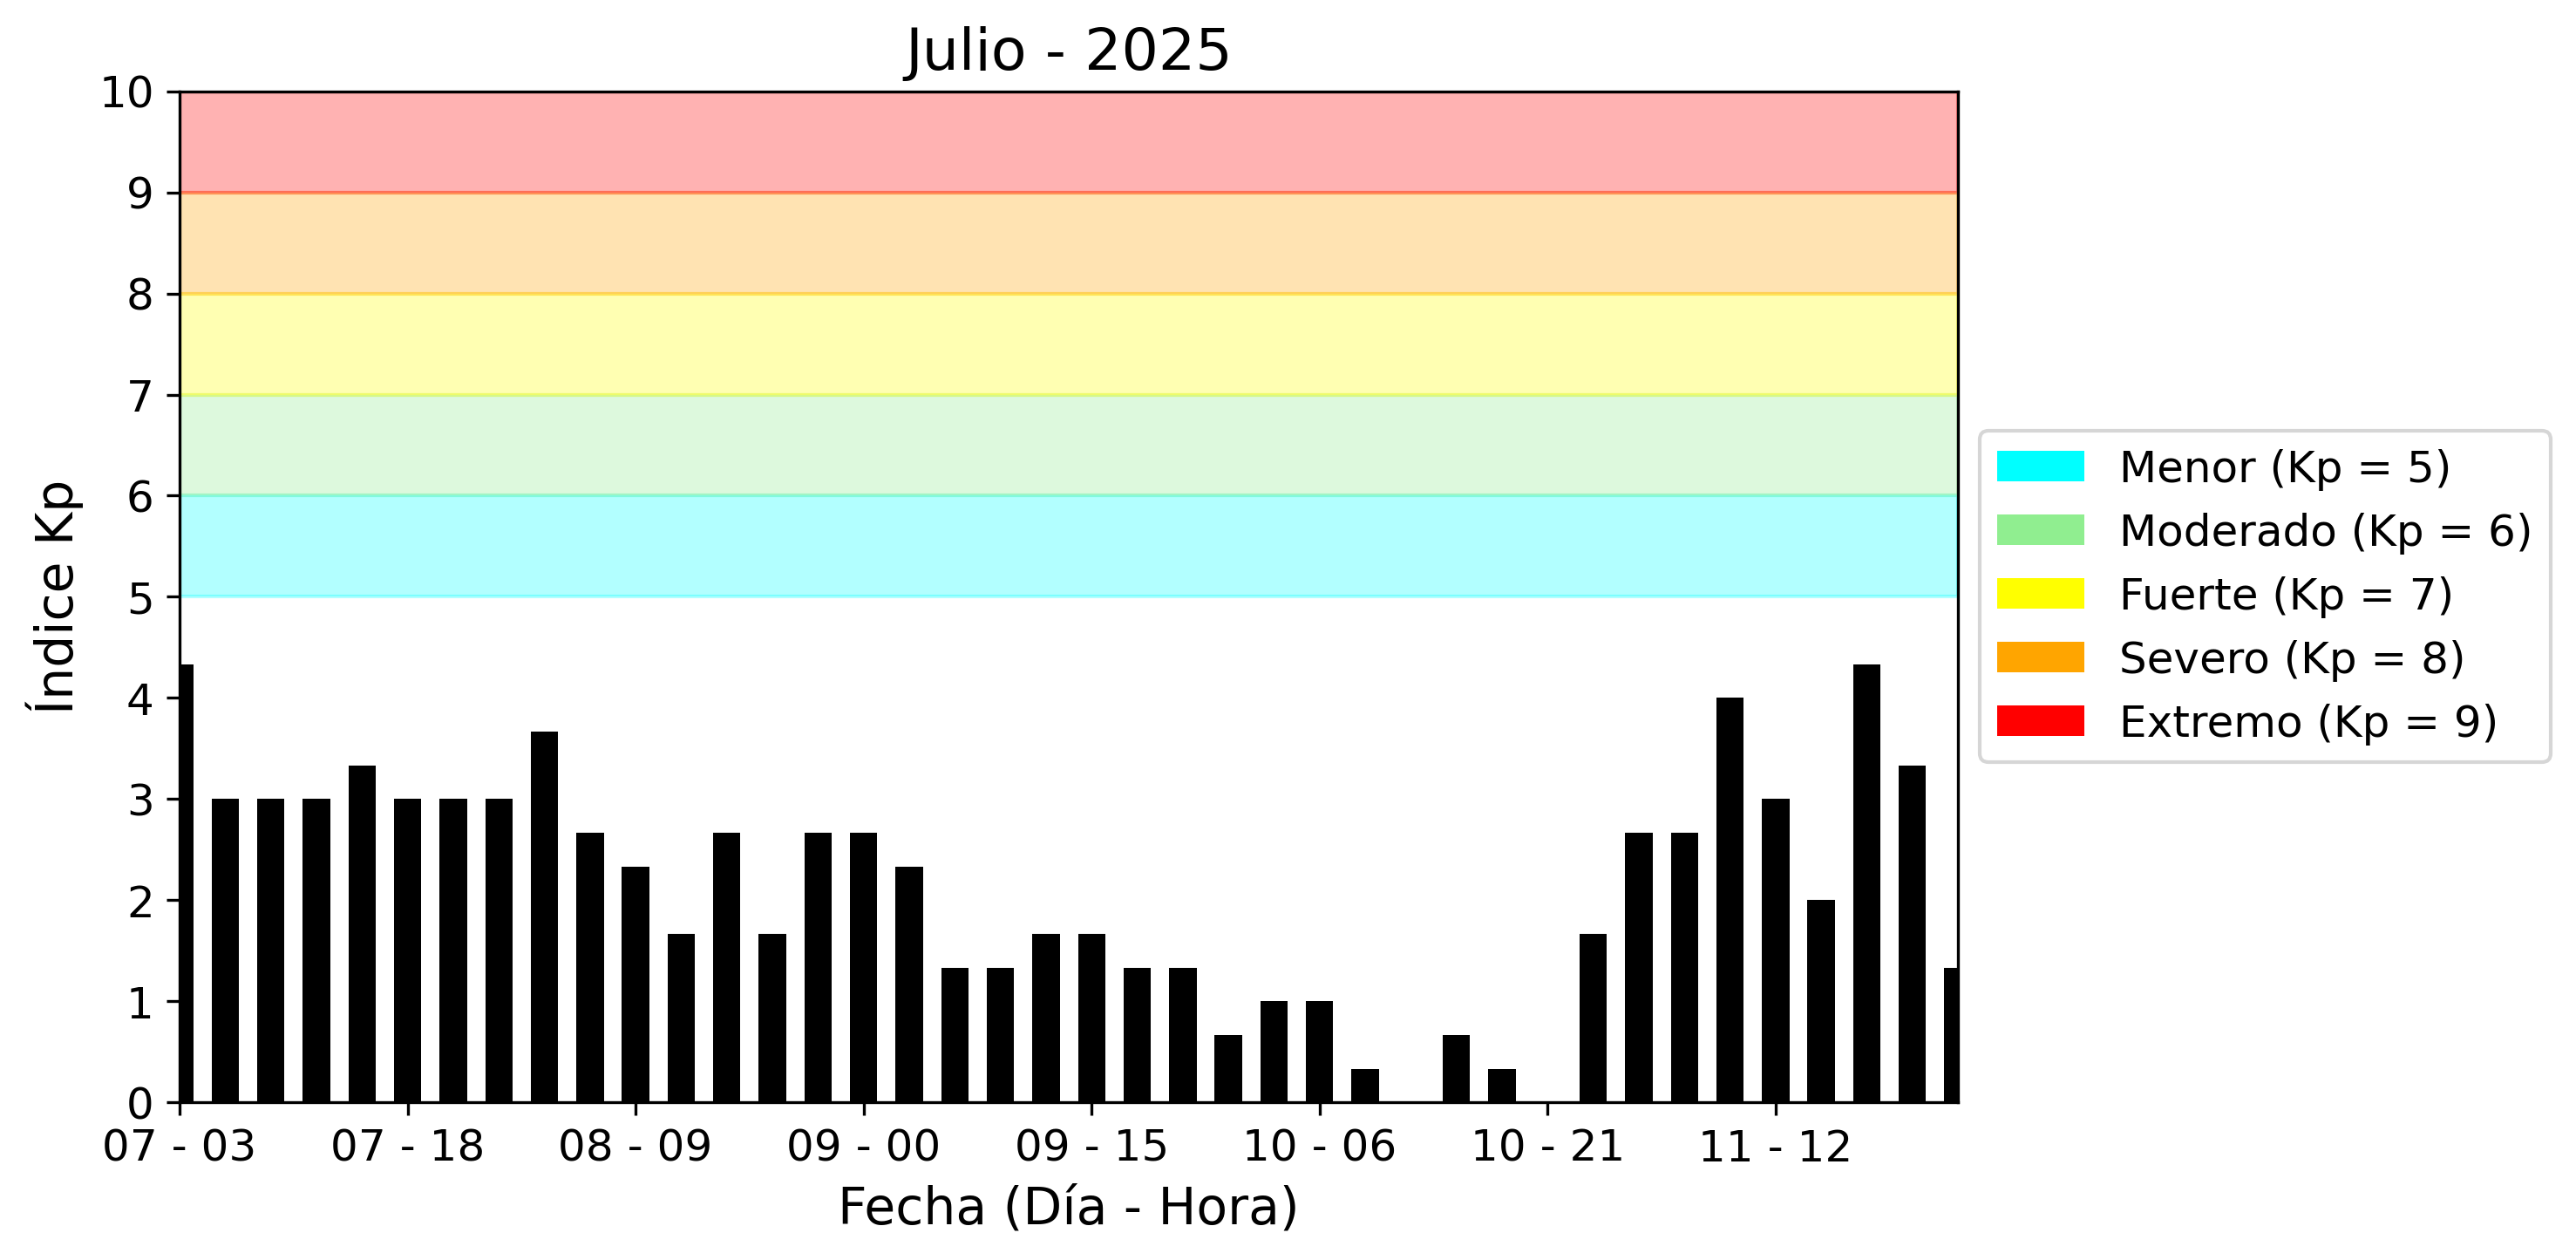 Julio - 2025
10
9
8
7
6
5
4
3
2
1
0
Índice Kp
07 - 03
07 - 18
08 - 09
09 - 00
09 - 15
10 - 06
10 - 21
11 - 12
Fecha (Día - Hora)
Menor (Kp = 5)
Moderado (Kp = 6)
Fuerte (Kp = 7)
Severo (Kp = 8)
Extremo (Kp = 9)